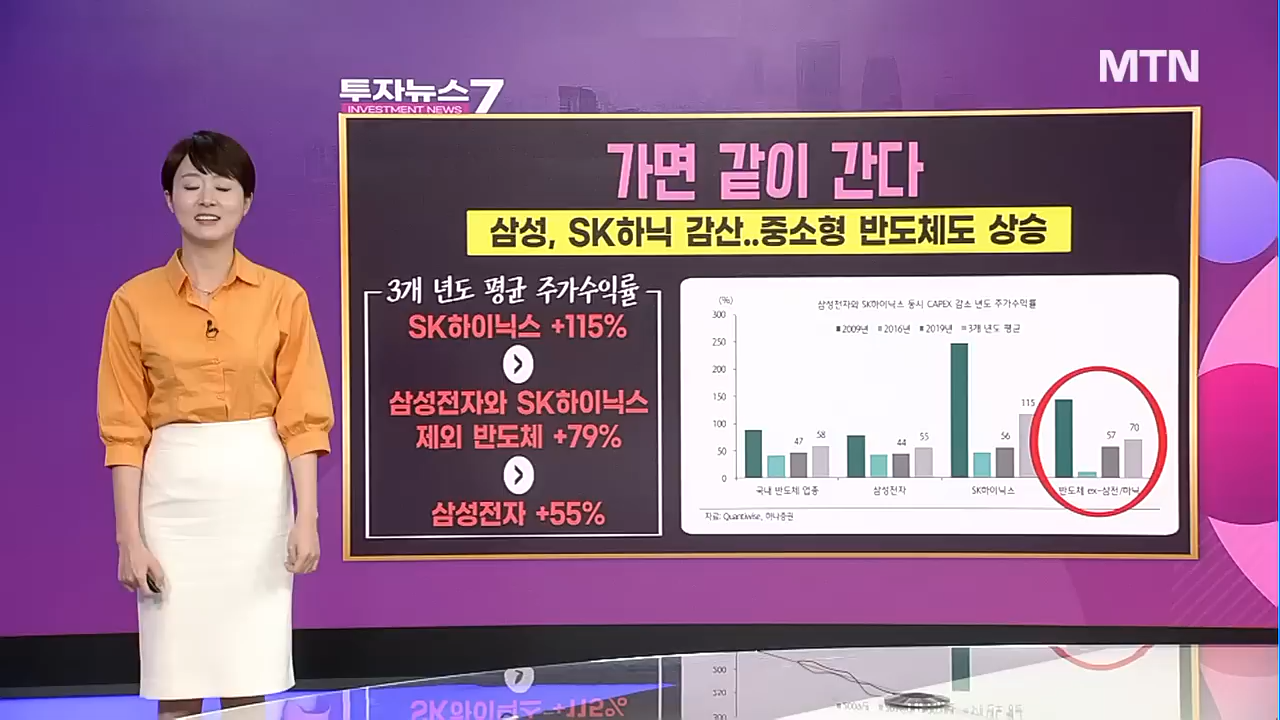 MTN
투자뉴스 7
INVESTMENT NEWS
가면 같이 간다
삼성, SK하닉 감산..중소형 반도체도 상승
3개 년도 평균 주가수익률
SK하이닉스 +115%
삼성전자와 SK하이닉스
제외 반도체 +79%
삼성전자 +55%
(%)
삼성전자와 SK하이닉스 동시 CAPEX 감소 년도 주가수익률
2009년 2016년 2019년 3개 년도 평균
300
250
200
150
100
50
0
47 58 44 55 56 115 57 70
국내 반도체 업종 삼성전자 SK하이닉스 반도체 ex-삼전/하닉
자료: Quantiwise, 하나증권